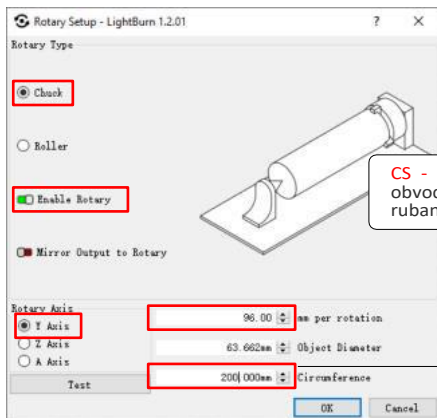 Rotary Setup - LightBurn 1.2.01 ? ×
Rotary Type
Chuck
Roller
CS -
obvod
Enable Rotary
Mirror Output to Rotary
Rotary Axis
Y Axis
96.00 mm per rotation
Z Axis
63.662mm Object Diameter
A Axis
Test
200.000mm Circumference
OK Cancel